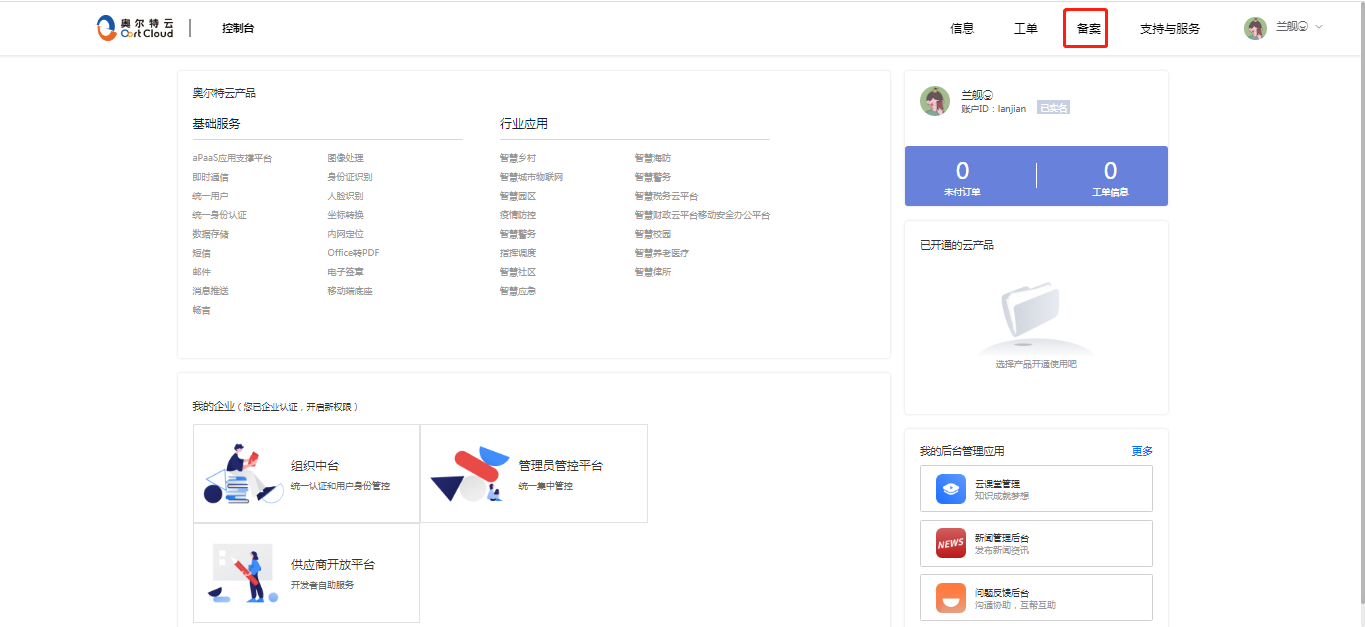 奥尔特云
OortCloud
控制台
信息
工单
备案
支持与服务
兰舰
奥尔特云产品
基础服务
aPaaS应用支撑平台
即时通信
统一用户
统一身份认证
数据存储
短信
邮件
消息推送
畅言
图像处理
身份证识别
人脸识别
坐标转换
内网定位
Office转PDF
电子签章
移动端底座
行业应用
智慧乡村
智慧城市物联网
智慧园区
疫情防控
智慧警务
指挥调度
智慧社区
智慧应急
智慧海防
智慧警务
智慧税务云平台
智慧财政云平台移动安全办公平台
智慧校园
智慧养老医疗
智慧律所
兰舰
账户ID：lanjian
已实名
0
未付订单
0
工单信息
已开通的云产品
选择产品开通使用吧
我的企业（您已企业认证，开启新权限）
组织中台
统一认证和用户身份管控
管理员管控平台
统一集中管控
供应商开放平台
开发者自助服务
我的后台管理应用
更多
云课堂管理
知识成就梦想
NEWS
新闻管理后台
发布新闻资讯
问题反馈后台
沟通协助，互帮互助